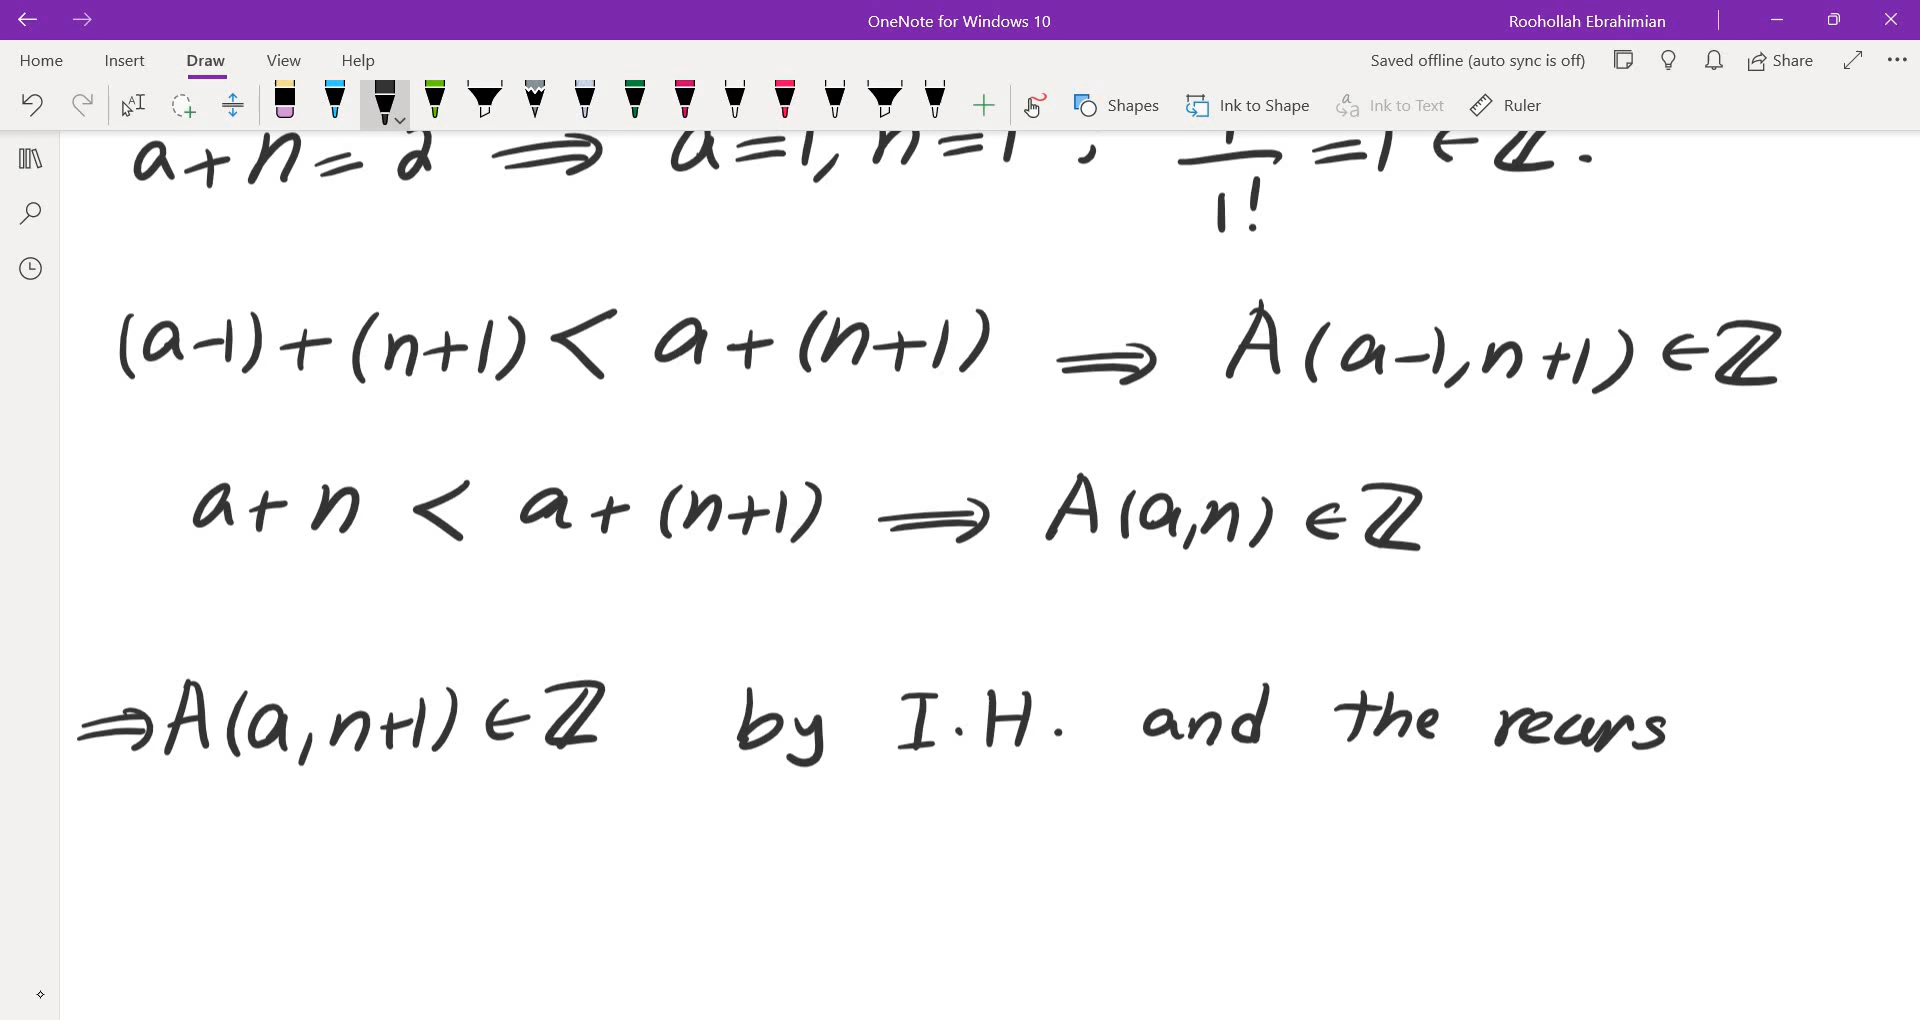 OneNote for Windows 10 Roohollah Ebrahimian
Home Insert Draw View Help Saved offline (auto sync is off) Share
Shapes Ink to Shape Ink to Text Ruler
a+n=2 ⟹ a=1, n=1, 1/1! =1 ∈ ℤ.
(a-1)+(n+1) < a+(n+1) ⟹ A(a-1,n+1) ∈ ℤ
a+n < a+(n+1) ⟹ A(a,n) ∈ ℤ
⟹ A(a,n+1) ∈ ℤ by I.H. and the recurs